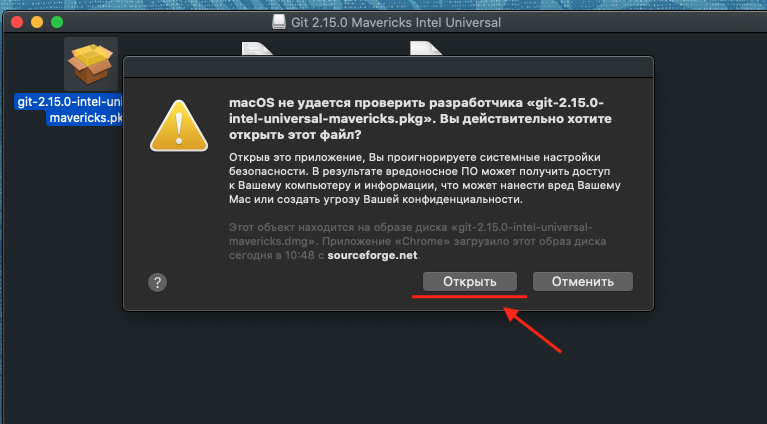 Git 2.15.0 Mavericks Intel Universal
git-2.15.0-intel-uni
mavericks.pk
macOS не удается проверить разработчика «git-2.15.0-
intel-universal-mavericks.pkg». Вы действительно хотите
открыть этот файл?
Открыв это приложение, Вы проигнорируете системные настройки
безопасности. В результате вредоносное ПО может получить доступ
к Вашему компьютеру и информации, что может нанести вред Вашему
Mac или создать угрозу Вашей конфиденциальности.
Этот объект находится на образе диска «git-2.15.0-intel-universal-
mavericks.dmg». Приложение «Chrome» загрузило этот образ диска
сегодня в 10:48 с sourceforge.net.
?
Открыть
Отменить